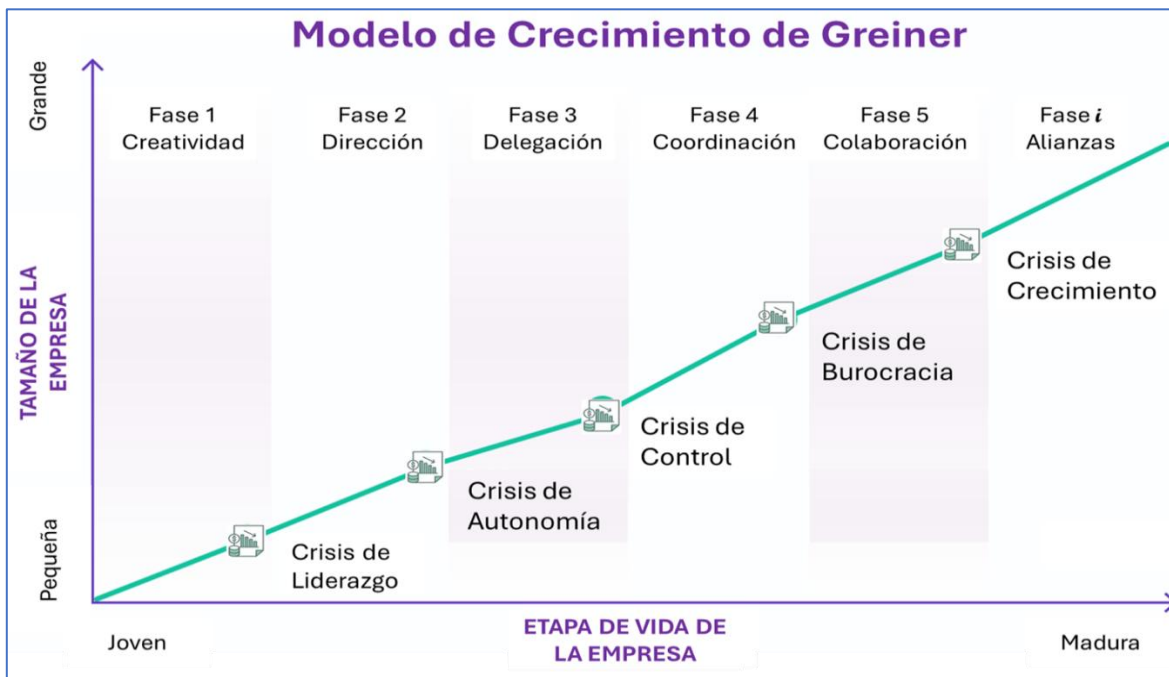 Modelo de Crecimiento de Greiner
Grande
Fase 1
Creatividad
Fase 2
Dirección
Fase 3
Delegación
Fase 4
Coordinación
Fase 5
Colaboración
Fase i
Alianzas
Crisis de
Crecimiento
Crisis de
Burocracia
Crisis de
Control
Crisis de
Autonomía
Crisis de
Liderazgo
TAMAÑO DE LA
EMPRESA
Pequeña
Joven
ETAPA DE VIDA DE
LA EMPRESA
Madura